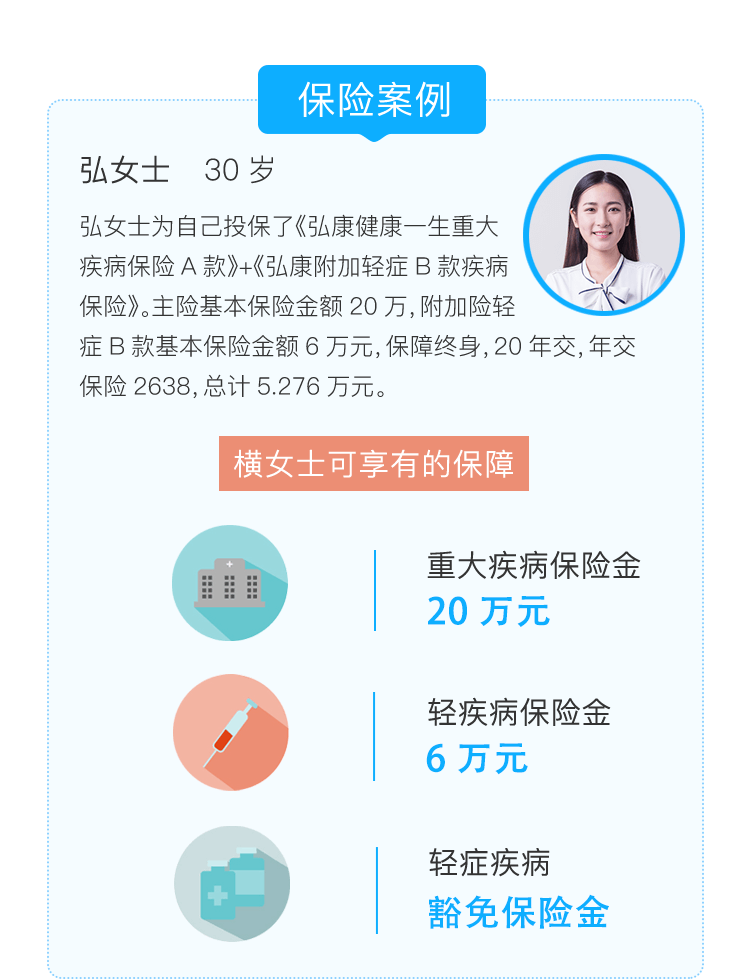 保险案例
弘女士 30 岁
弘女士为自己投保了《弘康健康一生重大
疾病保险 A 款》+《弘康附加轻症 B 款疾病
保险》。主险基本保险金额 20 万，附加险轻
症 B 款基本保险金额 6 万元，保障终身，20 年交，年交
保险 2638，总计 5.276 万元。
横女士可享有的保障
重大疾病保险金
20 万元
轻疾病保险金
6 万元
轻症疾病
豁免保险金